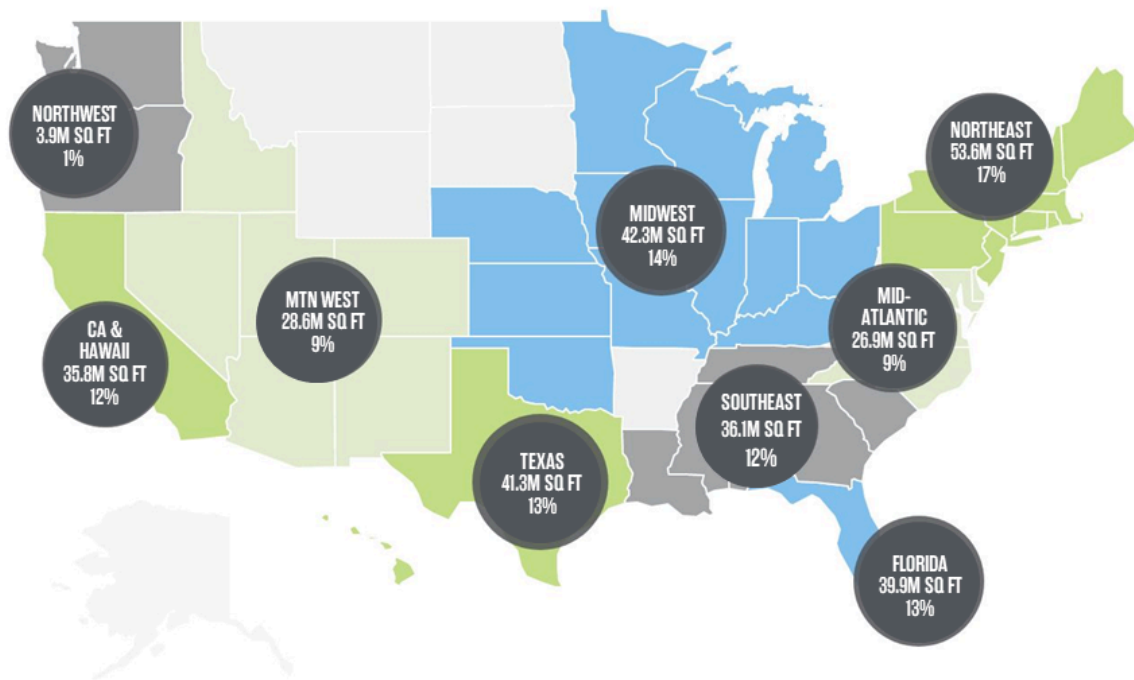 NORTHWEST
3.9M SQ FT
1%
NORTHEAST
53.6M SQ FT
17%
MIDWEST
42.3M SQ FT
14%
MTN WEST
28.6M SQ FT
9%
MID-
ATLANTIC
26.9M SQ FT
9%
CA &
HAWAII
35.8M SQ FT
12%
SOUTHEAST
36.1M SQ FT
12%
TEXAS
41.3M SQ FT
13%
FLORIDA
39.9M SQ FT
13%